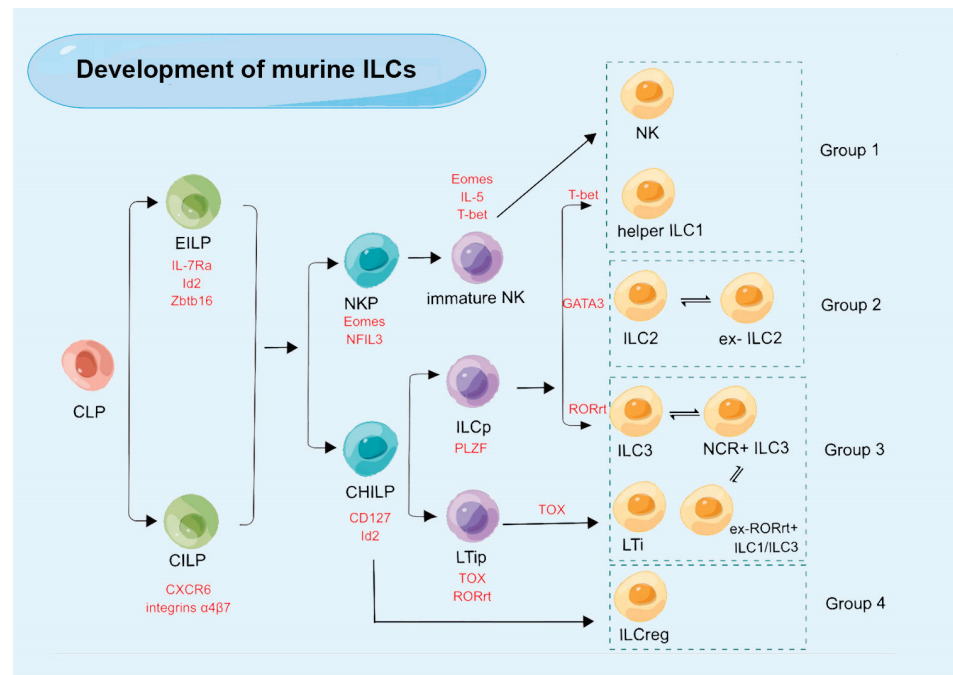 Development of murine ILCs
NK
Group 1
Eomes
IL-5
T-bet
T-bet
helper ILC1
EILP
IL-7Ra
Id2
Zbtb16
NKP
Eomes
NFIL3
immature NK
GATA3
ILC2
ex- ILC2
Group 2
CLP
ILCp
PLZF
RORrt
ILC3
NCR+ ILC3
Group 3
CHILP
CD127
Id2
LTip
TOX
RORrt
TOX
LTi
ex-RORrt+
ILC1/ILC3
CILP
CXCR6
integrins α4β7
ILCreg
Group 4